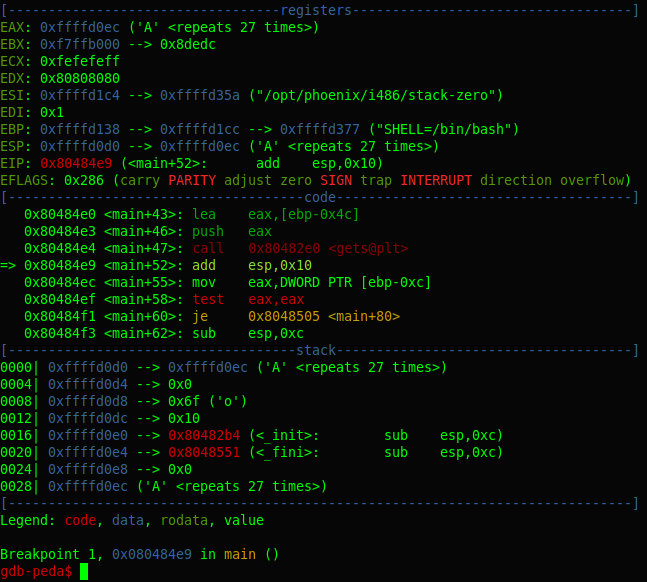 [----------------------------------registers-----------------------------------]
EAX: 0xffffd0ec ('A' <repeats 27 times>)
EBX: 0xf7ffb000 --> 0x8dedc
ECX: 0xfefefeff
EDX: 0x80808080
ESI: 0xffffd1c4 --> 0xffffd35a ("/opt/phoenix/i486/stack-zero")
EDI: 0x1
EBP: 0xffffd138 --> 0xffffd1cc --> 0xffffd377 ("SHELL=/bin/bash")
ESP: 0xffffd0d0 --> 0xffffd0ec ('A' <repeats 27 times>)
EIP: 0x80484e9 (<main+52>:      add    esp,0x10)
EFLAGS: 0x286 (carry PARITY adjust zero SIGN trap INTERRUPT direction overflow)
[-------------------------------------code-------------------------------------]
   0x80484e0 <main+43>: lea    eax,[ebp-0x4c]
   0x80484e3 <main+46>: push   eax
   0x80484e4 <main+47>: call   0x80482e0 <gets@plt>
=> 0x80484e9 <main+52>: add    esp,0x10
   0x80484ec <main+55>: mov    eax,DWORD PTR [ebp-0xc]
   0x80484ef <main+58>: test   eax,eax
   0x80484f1 <main+60>: je     0x8048505 <main+80>
   0x80484f3 <main+62>: sub    esp,0xc
[------------------------------------stack-------------------------------------]
0000| 0xffffd0d0 --> 0xffffd0ec ('A' <repeats 27 times>)
0004| 0xffffd0d4 --> 0x0
0008| 0xffffd0d8 --> 0x6f ('o')
0012| 0xffffd0dc --> 0x10
0016| 0xffffd0e0 --> 0x80482b4 (<_init>:        sub    esp,0xc)
0020| 0xffffd0e4 --> 0x8048551 (<_fini>:        sub    esp,0xc)
0024| 0xffffd0e8 --> 0x0
0028| 0xffffd0ec ('A' <repeats 27 times>)
[------------------------------------------------------------------------------]
Legend: code, data, rodata, value

Breakpoint 1, 0x080484e9 in main ()
gdb-peda$